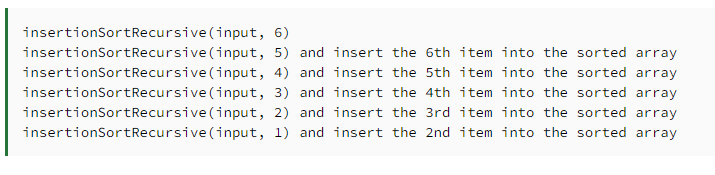 insertionSortRecursive(input, 6)
insertionSortRecursive(input, 5) and insert the 6th item into the sorted array
insertionSortRecursive(input, 4) and insert the 5th item into the sorted array
insertionSortRecursive(input, 3) and insert the 4th item into the sorted array
insertionSortRecursive(input, 2) and insert the 3rd item into the sorted array
insertionSortRecursive(input, 1) and insert the 2nd item into the sorted array